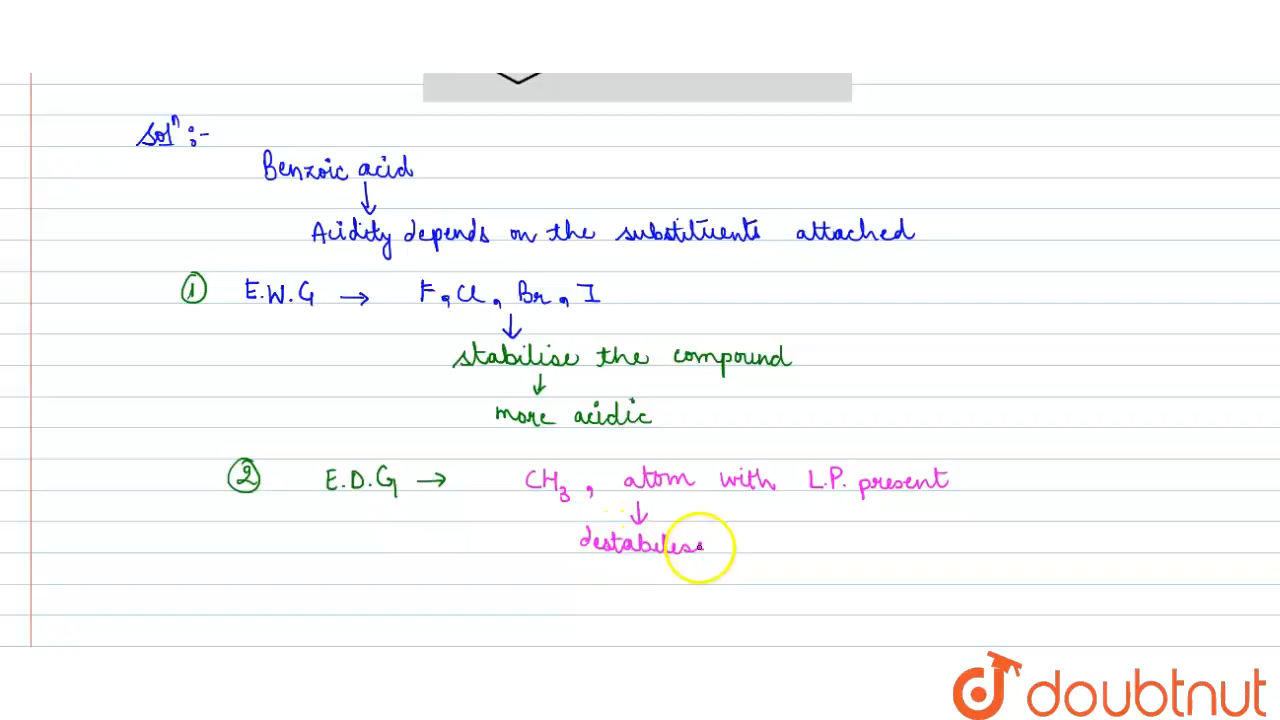 Solⁿ :-
Benzoic acid
↓
Acidity depends on the substituents attached
① E.W.G → F, Cl, Br, I
↓
stabilise the compound
↓
more acidic
② E.D.G → CH₃, atom with L.P. present
↓
destabilise
doubtnut